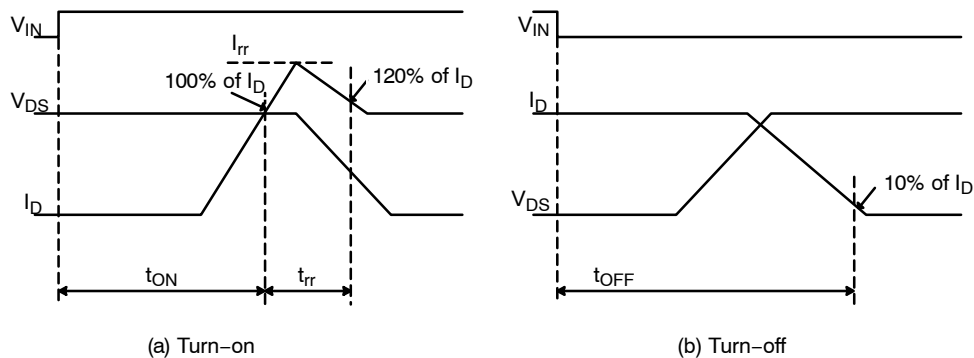 V_IN
I_rr
100% of I_D
120% of I_D
V_DS
I_D
t_ON
t_rr
(a) Turn−on
V_IN
I_D
V_DS
10% of I_D
t_OFF
(b) Turn−off